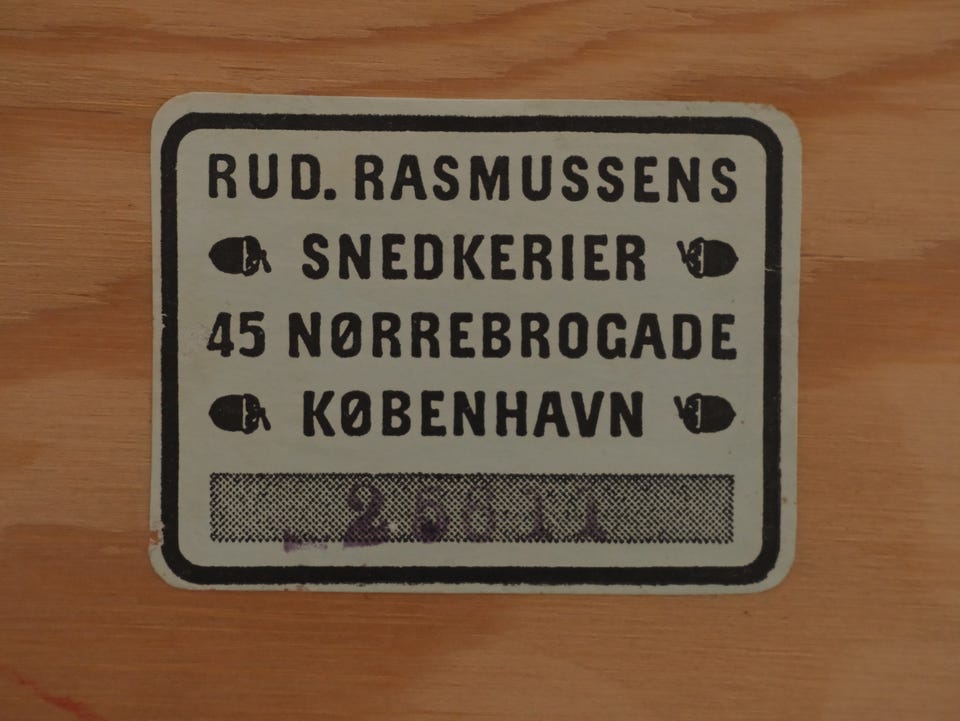 RUD. RASMUSSENS
SNEDKERIER
45 NØRREBROGADE
KØBENHAVN